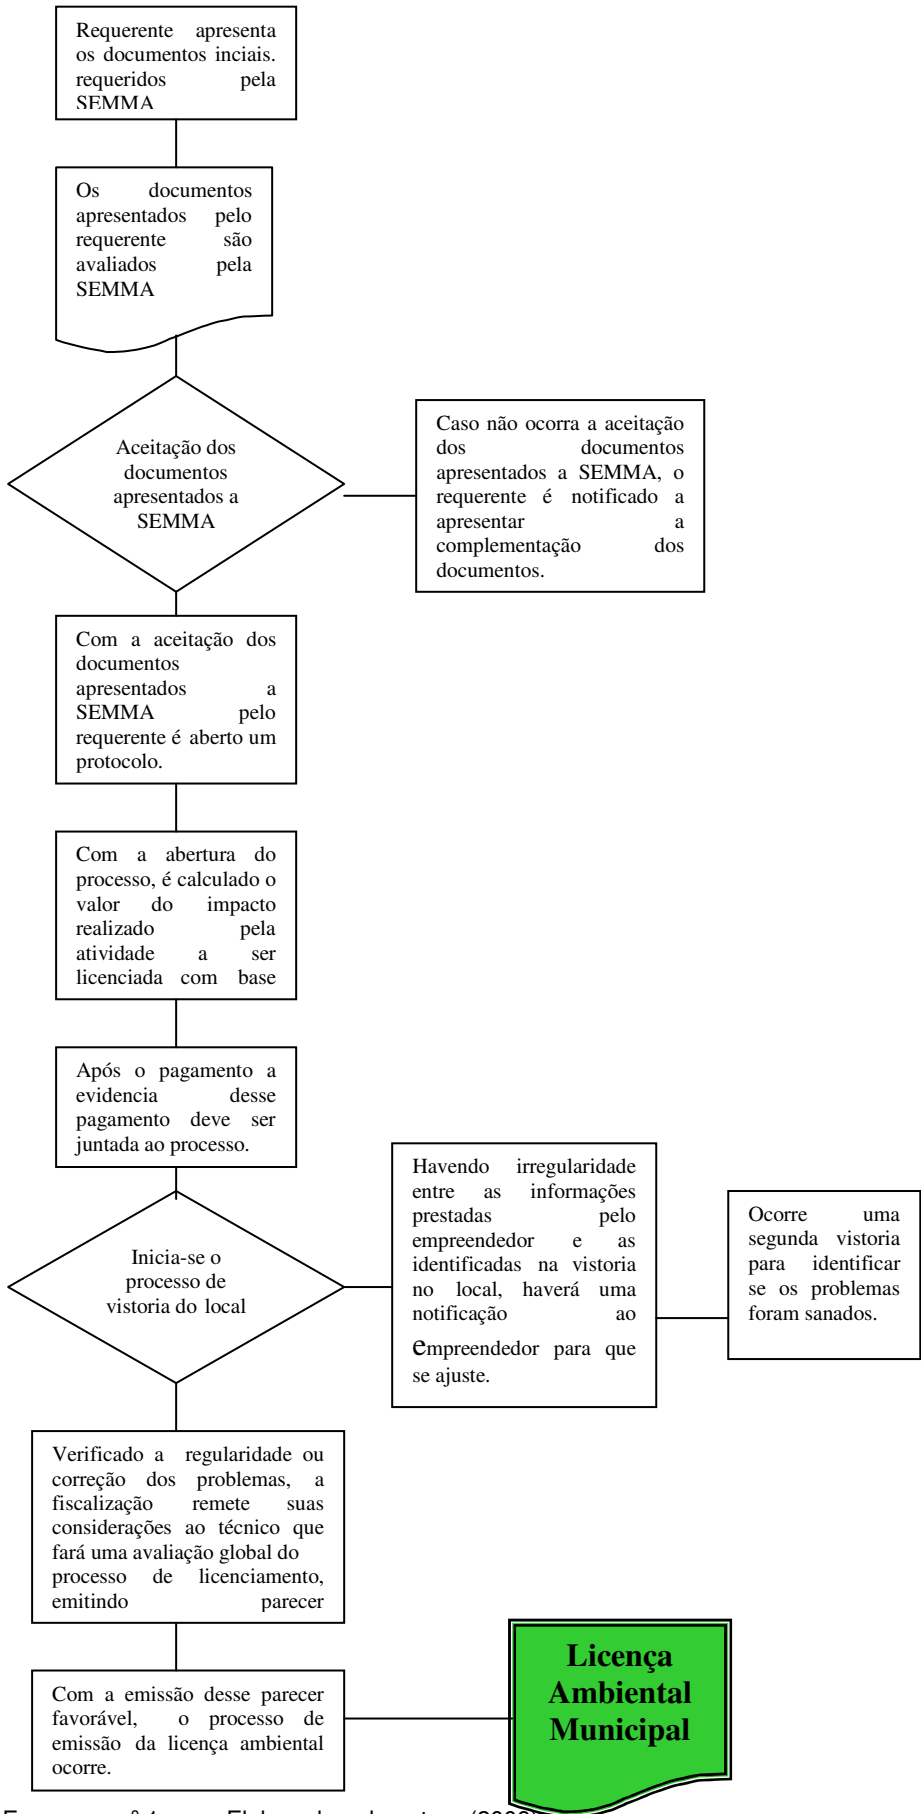 Requerente apresenta
os documentos inciais.
requeridos pela
SEMMA
Os documentos
apresentados pelo
requerente são
avaliados pela
SEMMA
Aceitação dos
documentos
apresentados a
SEMMA
Caso não ocorra a aceitação
dos documentos
apresentados a SEMMA, o
requerente é notificado a
apresentar a
complementação dos
documentos.
Com a aceitação dos
documentos
apresentados a
SEMMA pelo
requerente é aberto um
protocolo.
Com a abertura do
processo, é calculado o
valor do impacto
realizado pela
atividade a ser
licenciada com base
Após o pagamento a
evidencia desse
pagamento deve ser
juntada ao processo.
Inicia-se o
processo de
vistoria do local
Havendo irregularidade
entre as informações
prestadas pelo
empreendedor e as
identificadas na vistoria
no local, haverá uma
notificação ao
empreendedor para que
se ajuste.
Ocorre uma
segunda vistoria
para identificar
se os problemas
foram sanados.
Verificado a regularidade ou
correção dos problemas, a
fiscalização remete suas
considerações ao técnico que
fará uma avaliação global do
processo de licenciamento,
emitindo parecer
Com a emissão desse parecer
favorável, o processo de
emissão da licença ambiental
ocorre.
Licença
Ambiental
Municipal